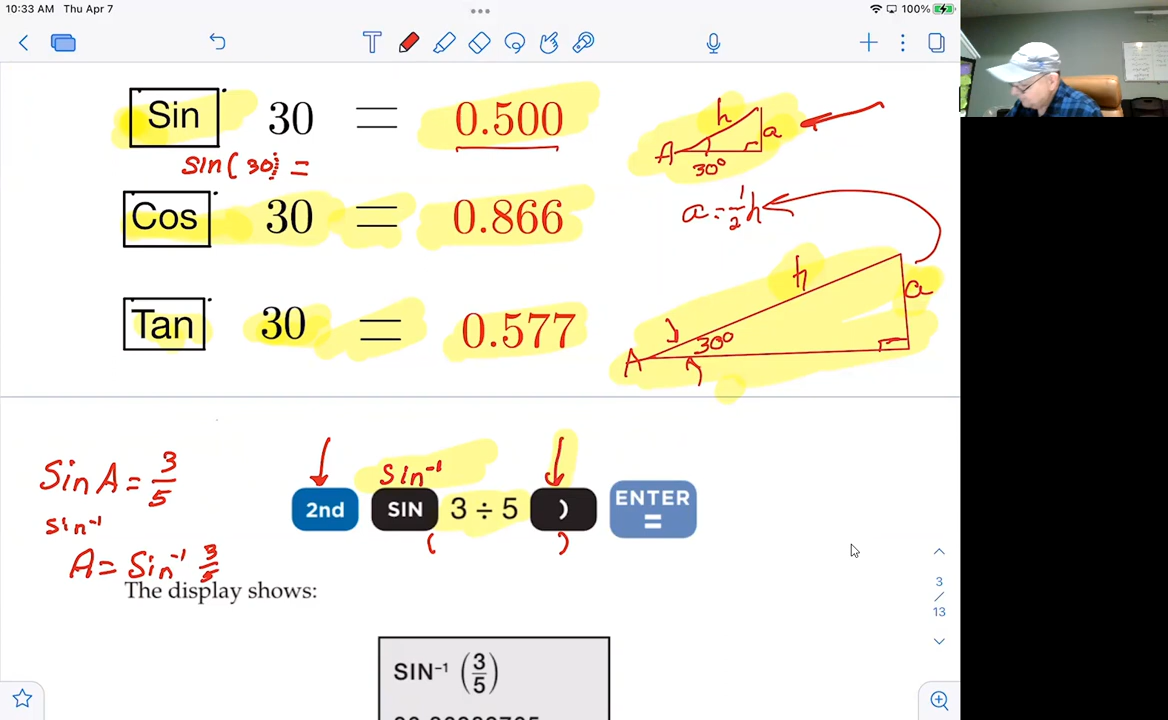 10:33 AM Thu Apr 7
100%
T
Sin 30 = 0.500
sin( 30) =
h
a
A
30°
Cos 30 = 0.866
a = 1/2 h
h
a
Tan 30 = 0.577
30°
A
Sin A = 3/5
sin⁻¹
Sin⁻¹
2nd SIN 3 ÷ 5 ) ENTER =
( )
A = Sin⁻¹ 3/5
The display shows:
3
/
13
SIN⁻¹ (3/5)